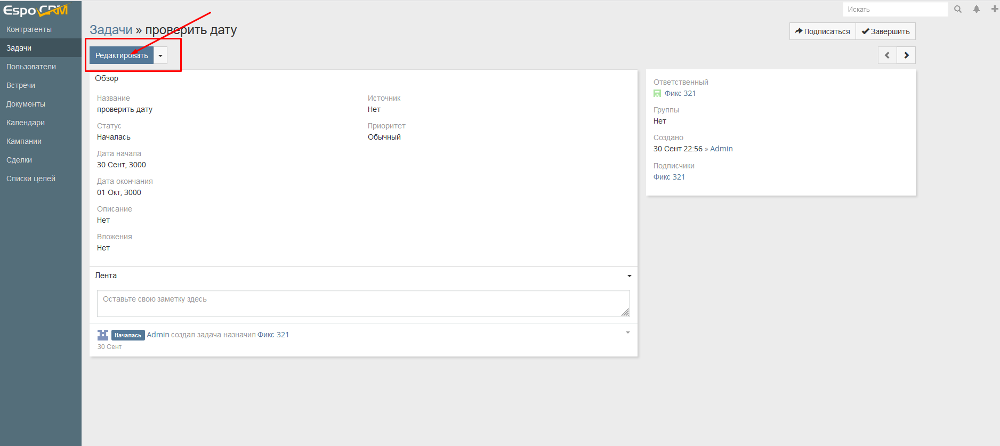 EspoCRM
Искать
Контрагенты
Задачи
Пользователи
Встречи
Документы
Календари
Кампании
Сделки
Списки целей
Задачи » проверить дату
Подписаться
Завершить
Редактировать
Обзор
Название
проверить дату
Источник
Нет
Статус
Началась
Приоритет
Обычный
Дата начала
30 Сент, 3000
Дата окончания
01 Окт, 3000
Описание
Нет
Вложения
Нет
Лента
Оставьте свою заметку здесь
Началась Admin создал задача назначил Фикс 321
30 Сент
Ответственный
Фикс 321
Группы
Нет
Создано
30 Сент 22:56 » Admin
Подписчики
Фикс 321